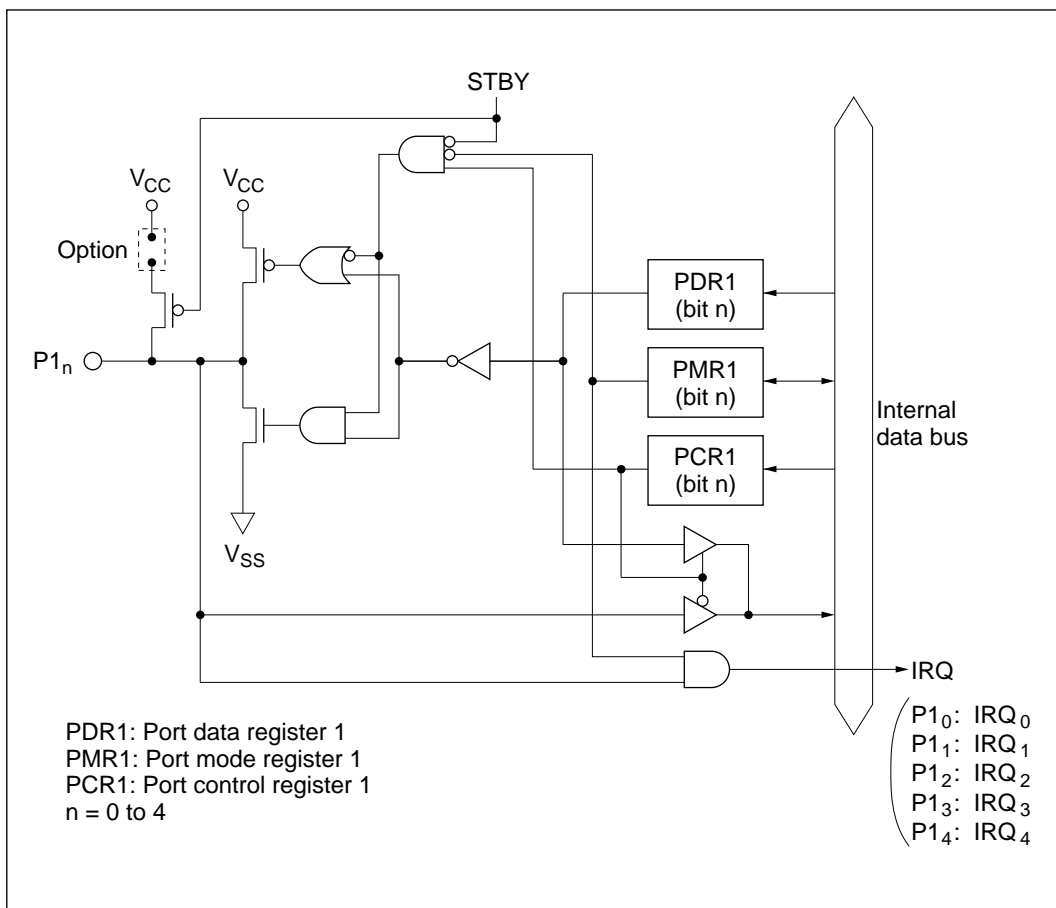 STBY
VCC
VCC
Option
PDR1
(bit n)
P1n
PMR1
(bit n)
Internal
data bus
PCR1
(bit n)
VSS
IRQ
PDR1: Port data register 1
PMR1: Port mode register 1
PCR1: Port control register 1
n = 0 to 4
P10: IRQ0
P11: IRQ1
P12: IRQ2
P13: IRQ3
P14: IRQ4